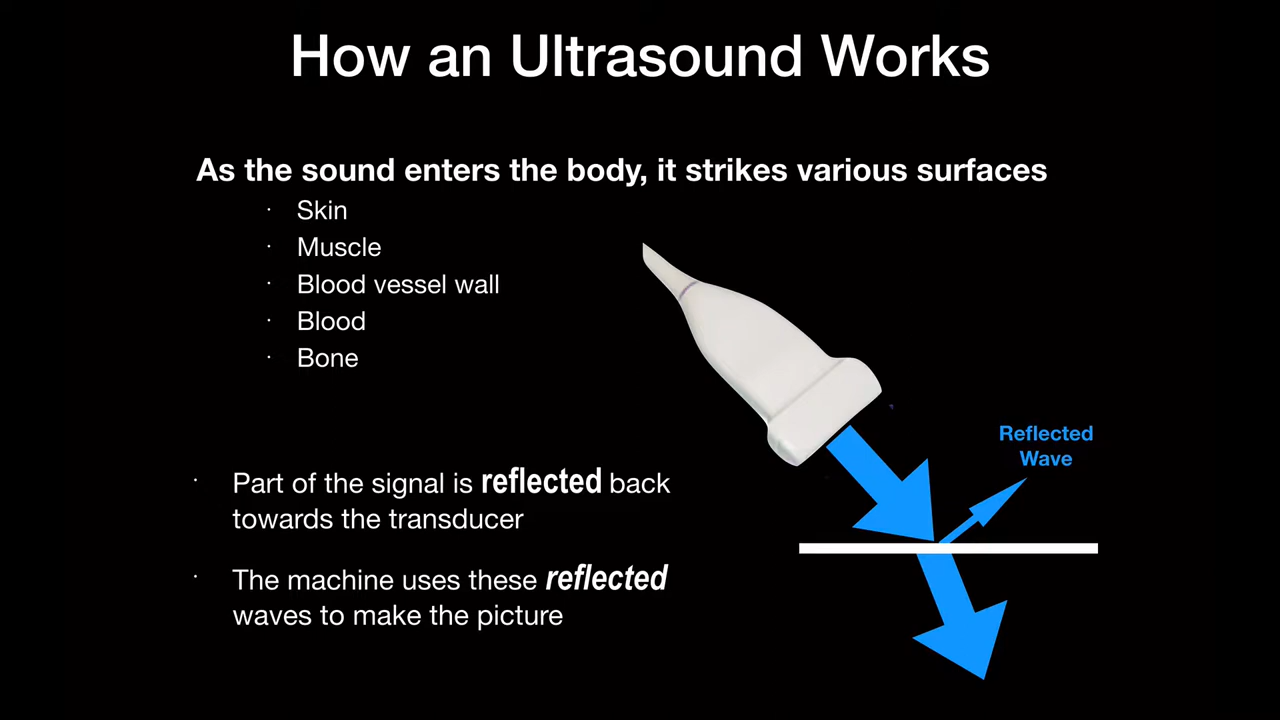 How an Ultrasound Works
As the sound enters the body, it strikes various surfaces
· Skin
· Muscle
· Blood vessel wall
· Blood
· Bone
· Part of the signal is reflected back
towards the transducer
· The machine uses these reflected
waves to make the picture
Reflected
Wave